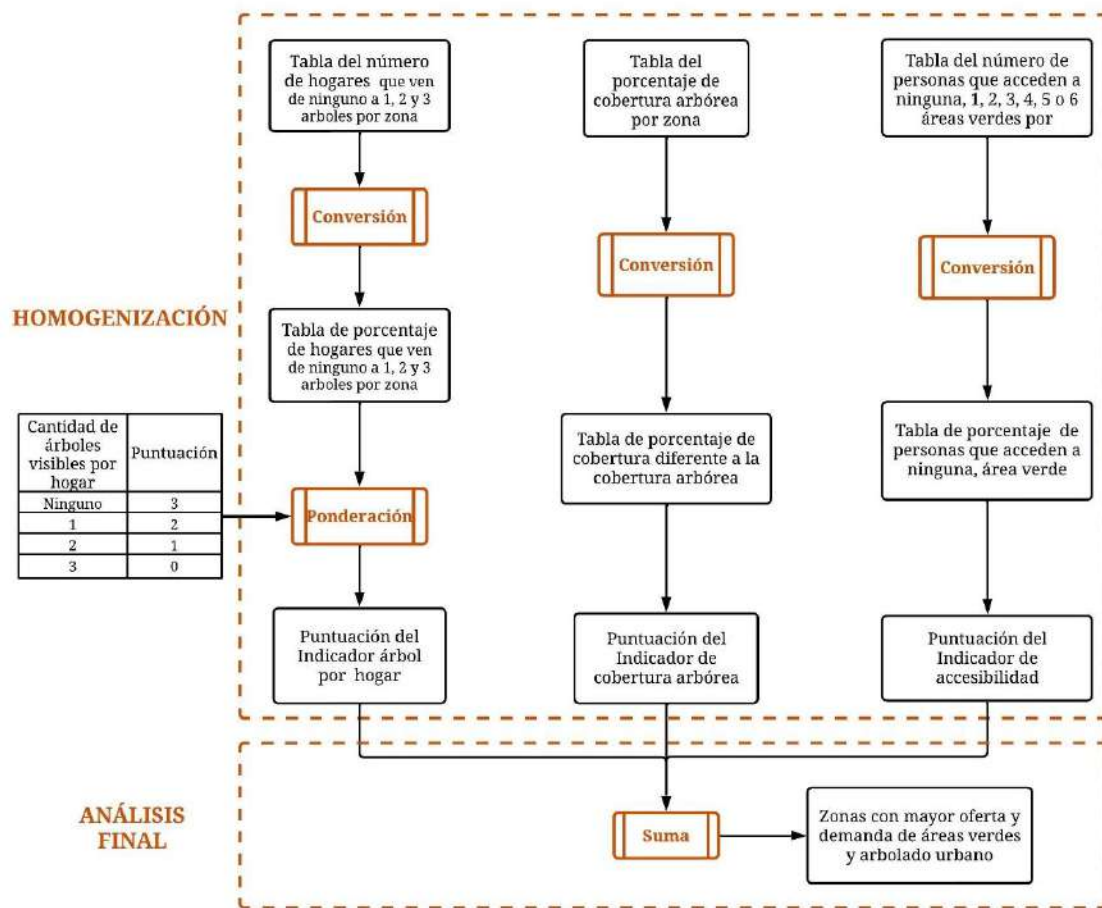 Tabla del número
de hogares que ven
de ninguno a 1, 2 y 3
arboles por zona
Conversión
Tabla de porcentaje
de hogares que ven
de ninguno a 1, 2 y 3
arboles por zona
Ponderación
Puntuación del
Indicador árbol
por hogar
Tabla del
porcentaje de
cobertura arbórea
por zona
Conversión
Tabla de porcentaje de
cobertura diferente a la
cobertura arbórea
Puntuación del
Indicador de
cobertura arbórea
Tabla del número de
personas que acceden a
ninguna, 1, 2, 3, 4, 5 o 6
áreas verdes por
Conversión
Tabla de porcentaje de
personas que acceden a
ninguna, área verde
Puntuación del
Indicador de
accesibilidad
HOMOGENIZACIÓN
Cantidad de
árboles
visibles por
hogar
Puntuación
Ninguno 3
1 2
2 1
3 0
ANÁLISIS
FINAL
Suma
Zonas con mayor oferta y
demanda de áreas verdes
y arbolado urbano